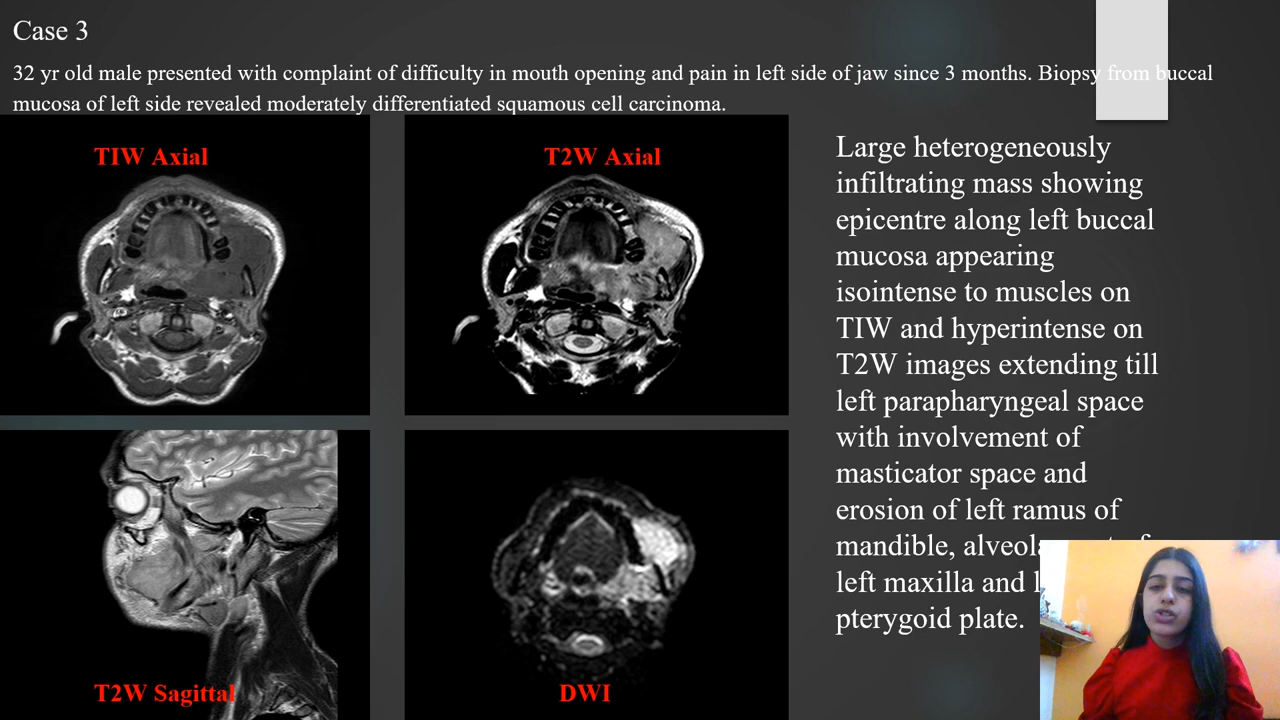 Case 3
32 yr old male presented with complaint of difficulty in mouth opening and pain in left side of jaw since 3 months. Biopsy from buccal
mucosa of left side revealed moderately differentiated squamous cell carcinoma.
TIW Axial
T2W Axial
Large heterogeneously
infiltrating mass showing
epicentre along left buccal
mucosa appearing
isointense to muscles on
TIW and hyperintense on
T2W images extending till
left parapharyngeal space
with involvement of
masticator space and
erosion of left ramus of
mandible,
left maxilla and
pterygoid plate.
T2W Sagittal
DWI